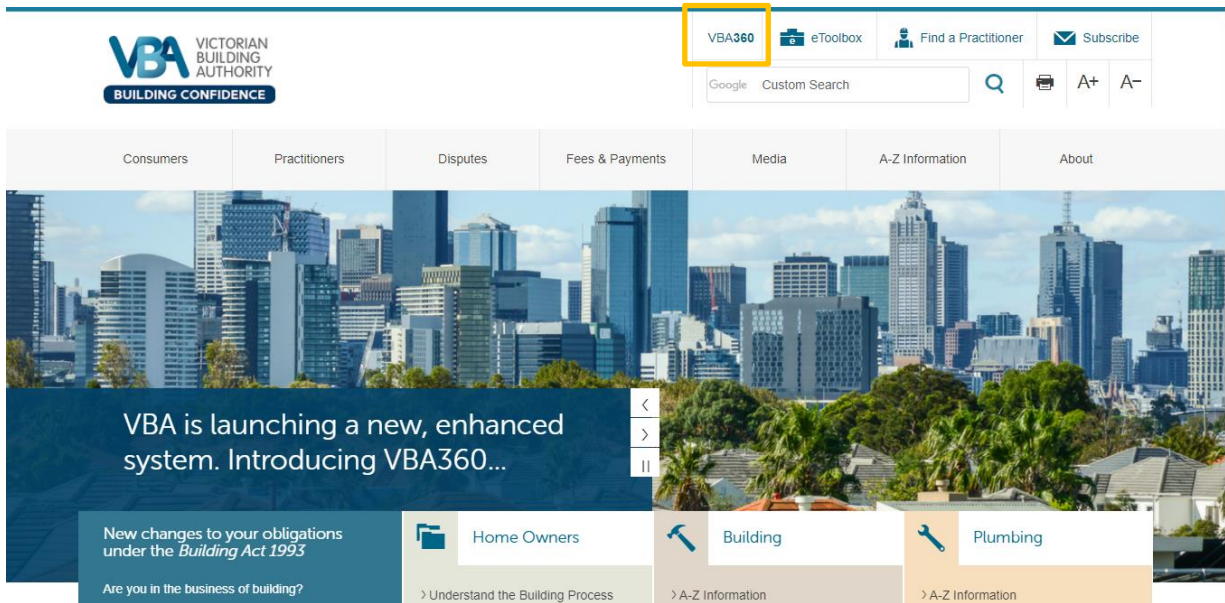 VBA360
eToolbox
Find a Practitioner
Subscribe
VBA
VICTORIAN
BUILDING
AUTHORITY
BUILDING CONFIDENCE
Google Custom Search
A+ A−
Consumers
Practitioners
Disputes
Fees & Payments
Media
A-Z Information
About
VBA is launching a new, enhanced
system. Introducing VBA360...
New changes to your obligations
under the Building Act 1993
Are you in the business of building?
Home Owners
> Understand the Building Process
Building
> A-Z Information
Plumbing
> A-Z Information